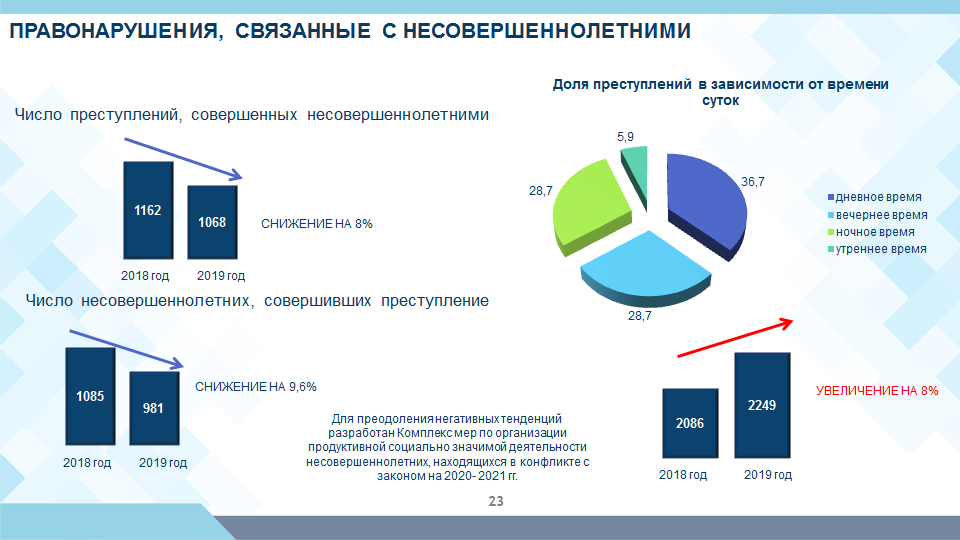 ПРАВОНАРУШЕНИЯ, СВЯЗАННЫЕ С НЕСОВЕРШЕННОЛЕТНИМИ
Число преступлений, совершенных несовершеннолетними
1162
1068
СНИЖЕНИЕ НА 8%
2018 год
2019 год
Число несовершеннолетних, совершивших преступление
1085
981
СНИЖЕНИЕ НА 9,6%
2018 год
2019 год
Доля преступлений в зависимости от времени
суток
5,9
36,7
28,7
28,7
дневное время
вечернее время
ночное время
утреннее время
Для преодоления негативных тенденций
разработан Комплекс мер по организации
продуктивной социально значимой деятельности
несовершеннолетних, находящихся в конфликте с
законом на 2020- 2021 гг.
2086
2249
УВЕЛИЧЕНИЕ НА 8%
2018 год
2019 год
23